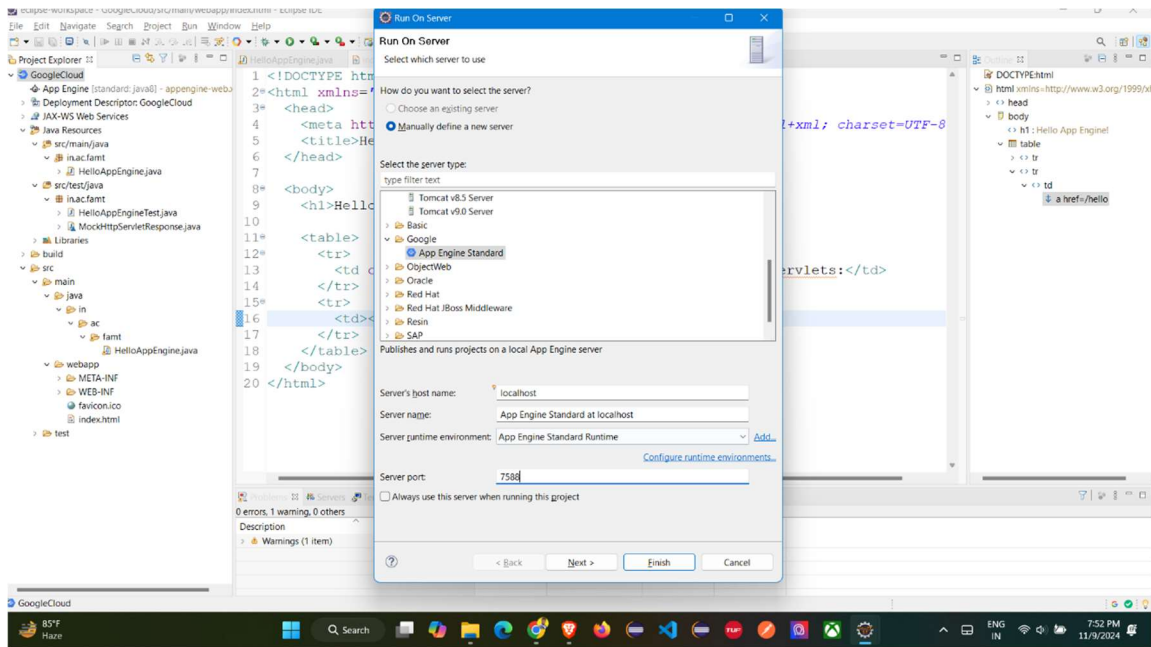 eclipse-workspace - GoogleCloud/src/main/webapp/index.html - Eclipse IDE
File Edit Navigate Search Project Run Window Help
Project Explorer
GoogleCloud
App Engine [standard: java8] - appengine-web.x
Deployment Descriptor: GoogleCloud
JAX-WS Web Services
Java Resources
src/main/java
in.ac.famt
HelloAppEngine.java
src/test/java
in.ac.famt
HelloAppEngineTest.java
MockHttpServletResponse.java
Libraries
build
src
main
java
in
ac
famt
HelloAppEngine.java
webapp
META-INF
WEB-INF
favicon.ico
index.html
test
HelloAppEngine.java
1 <!DOCTYPE htm
2 <html xmlns="
3 <head>
4 <meta htt
l+xml; charset=UTF-8
5 <title>He
6 </head>
7
8 <body>
9 <h1>Hello
10
11 <table>
12 <tr>
13 <td c
ervlets:</td>
14 </tr>
15 <tr>
16 <td><
17 </tr>
18 </table>
19 </body>
20 </html>
Run On Server
Run On Server
Select which server to use
How do you want to select the server?
Choose an existing server
Manually define a new server
Select the server type:
type filter text
Tomcat v8.5 Server
Tomcat v9.0 Server
Basic
Google
App Engine Standard
ObjectWeb
Oracle
Red Hat
Red Hat JBoss Middleware
Resin
SAP
Publishes and runs projects on a local App Engine server
Server's host name: localhost
Server name: App Engine Standard at localhost
Server runtime environment: App Engine Standard Runtime Add...
Configure runtime environments...
Server port: 7588
Always use this server when running this project
< Back Next > Finish Cancel
Outline
DOCTYPE:html
html xmlns=http://www.w3.org/1999/xl
head
body
h1 : Hello App Engine!
table
tr
tr
td
a href=/hello
Problems Servers
0 errors, 1 warning, 0 others
Description
Warnings (1 item)
GoogleCloud
85°F
Haze
Search
ENG
IN
7:52 PM
11/9/2024